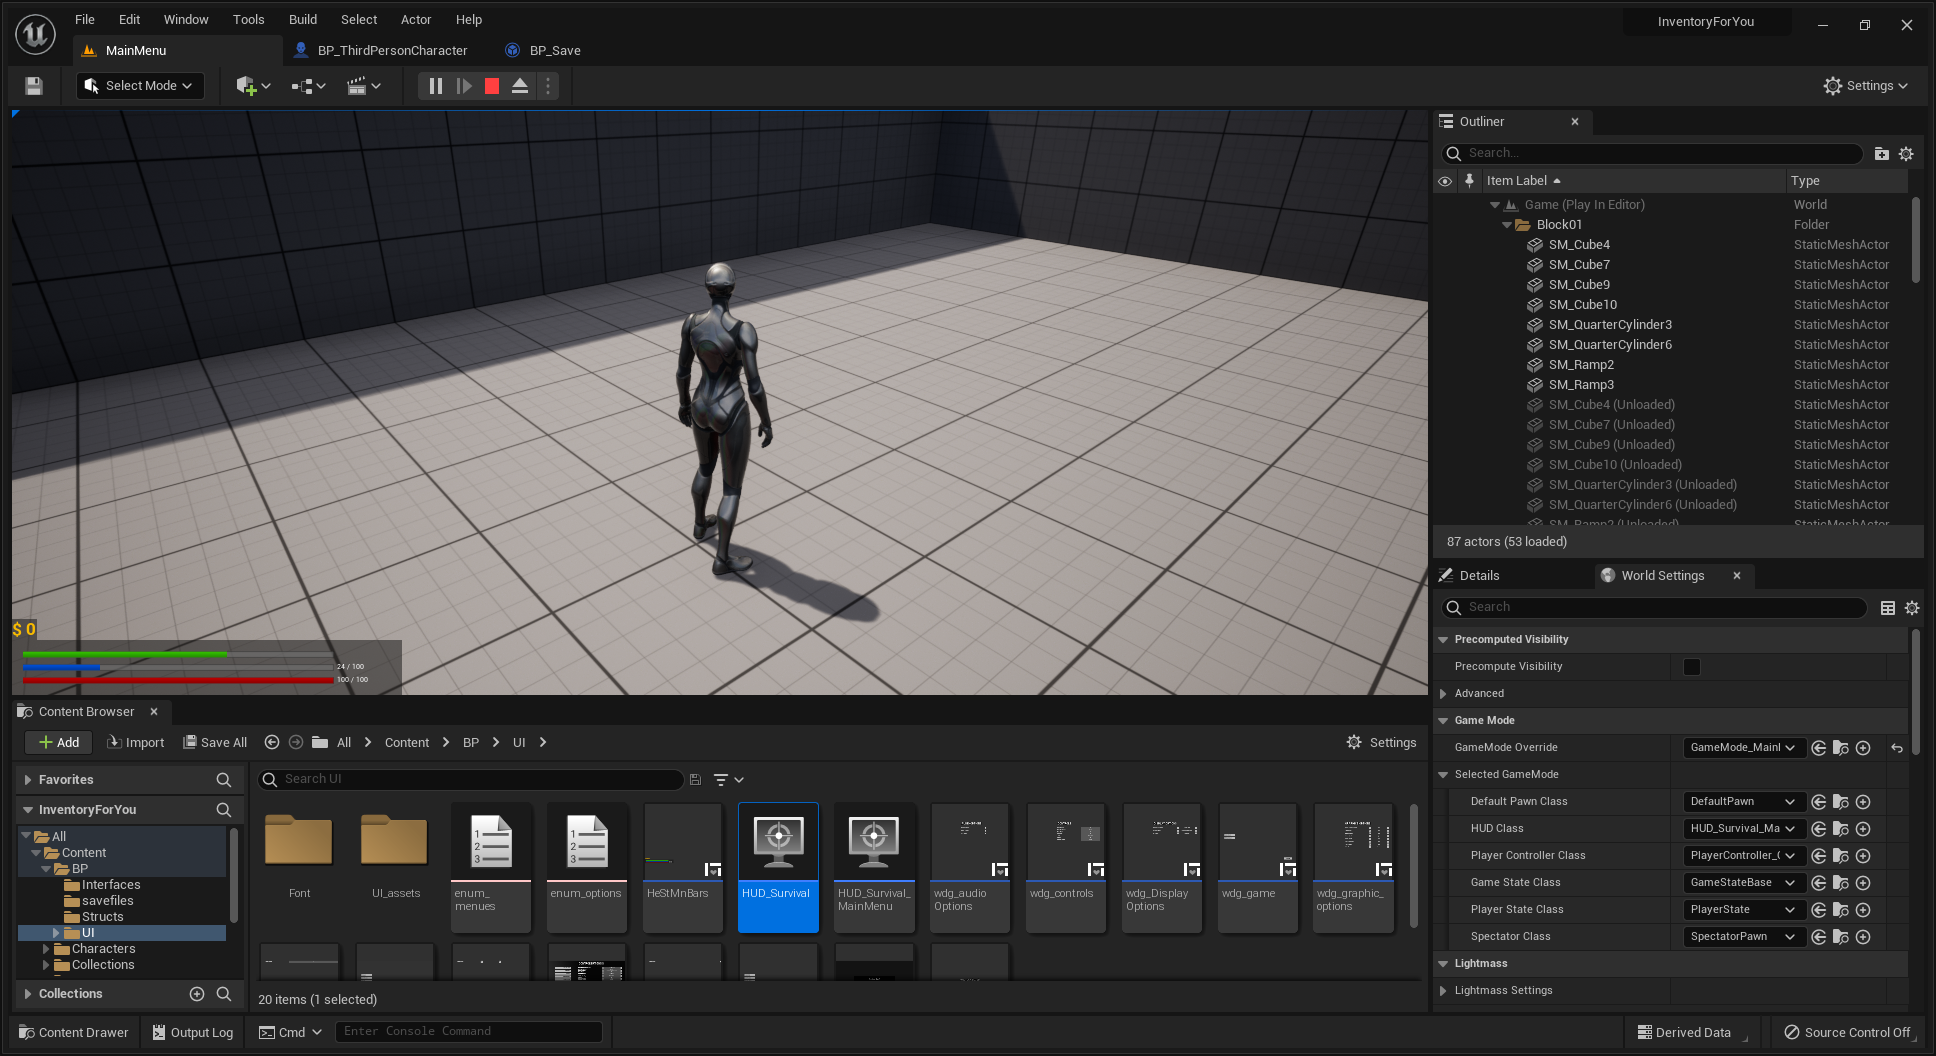 File Edit Window Tools Build Select Actor Help
InventoryForYou
MainMenu
BP_ThirdPersonCharacter
BP_Save
Select Mode
Settings
$ 0
24 / 100
100 / 100
Outliner
Search...
Item Label
Type
Game (Play In Editor) World
Block01 Folder
SM_Cube4 StaticMeshActor
SM_Cube7 StaticMeshActor
SM_Cube9 StaticMeshActor
SM_Cube10 StaticMeshActor
SM_QuarterCylinder3 StaticMeshActor
SM_QuarterCylinder6 StaticMeshActor
SM_Ramp2 StaticMeshActor
SM_Ramp3 StaticMeshActor
SM_Cube4 (Unloaded) StaticMeshActor
SM_Cube7 (Unloaded) StaticMeshActor
SM_Cube9 (Unloaded) StaticMeshActor
SM_Cube10 (Unloaded) StaticMeshActor
SM_QuarterCylinder3 (Unloaded) StaticMeshActor
SM_QuarterCylinder6 (Unloaded) StaticMeshActor
SM_Ramp2 (Unloaded) StaticMeshActor
87 actors (53 loaded)
Details
World Settings
Search
Precomputed Visibility
Precompute Visibility
Advanced
Game Mode
GameMode Override GameMode_MainI
Selected GameMode
Default Pawn Class DefaultPawn
HUD Class HUD_Survival_Ma
Player Controller Class PlayerController_(
Game State Class GameStateBase
Player State Class PlayerState
Spectator Class SpectatorPawn
Lightmass
Lightmass Settings
Content Browser
Add
Import
Save All
All
Content
BP
UI
Settings
Favorites
InventoryForYou
All
Content
BP
Interfaces
savefiles
Structs
UI
Characters
Collections
Collections
Search UI
Font
UI_assets
enum_
menues
enum_options
HeStMnBars
HUD_Survival
HUD_Survival_
MainMenu
wdg_audio
Options
wdg_controls
wdg_Display
Options
wdg_game
wdg_graphic_
options
20 items (1 selected)
Content Drawer
Output Log
Cmd
Enter Console Command
Derived Data
Source Control Off